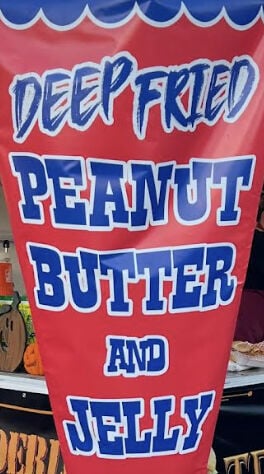 DEEP FRIED
PEANUT
BUTTER
AND
JELLY